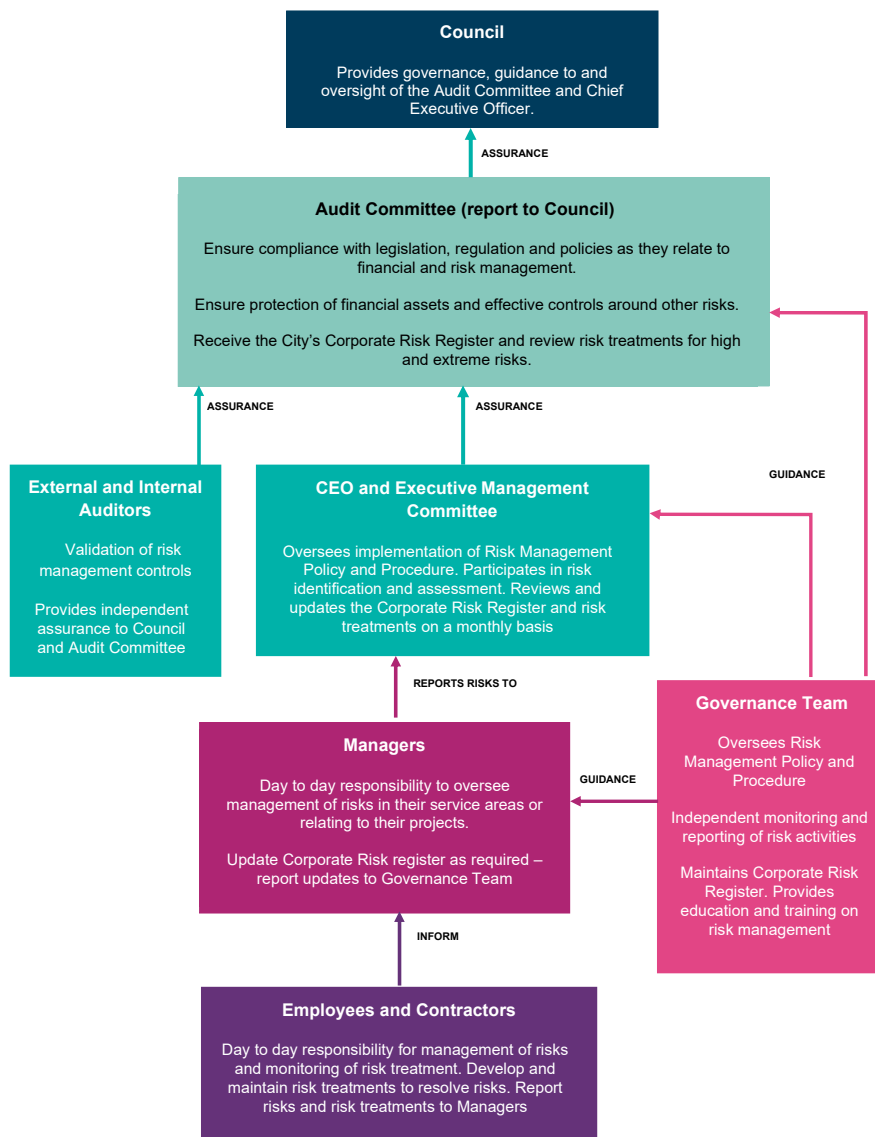 Council
Provides governance, guidance to and
oversight of the Audit Committee and Chief
Executive Officer.
ASSURANCE
Audit Committee (report to Council)
Ensure compliance with legislation, regulation and policies as they relate to
financial and risk management.
Ensure protection of financial assets and effective controls around other risks.
Receive the City’s Corporate Risk Register and review risk treatments for high
and extreme risks.
ASSURANCE
ASSURANCE
GUIDANCE
External and Internal
Auditors
Validation of risk
management controls
Provides independent
assurance to Council
and Audit Committee
CEO and Executive Management
Committee
Oversees implementation of Risk Management
Policy and Procedure. Participates in risk
identification and assessment. Reviews and
updates the Corporate Risk Register and risk
treatments on a monthly basis
REPORTS RISKS TO
Managers
Day to day responsibility to oversee
management of risks in their service areas or
relating to their projects.
Update Corporate Risk register as required –
report updates to Governance Team
GUIDANCE
Governance Team
Oversees Risk
Management Policy and
Procedure
Independent monitoring and
reporting of risk activities
Maintains Corporate Risk
Register. Provides
education and training on
risk management
INFORM
Employees and Contractors
Day to day responsibility for management of risks
and monitoring of risk treatment. Develop and
maintain risk treatments to resolve risks. Report
risks and risk treatments to Managers